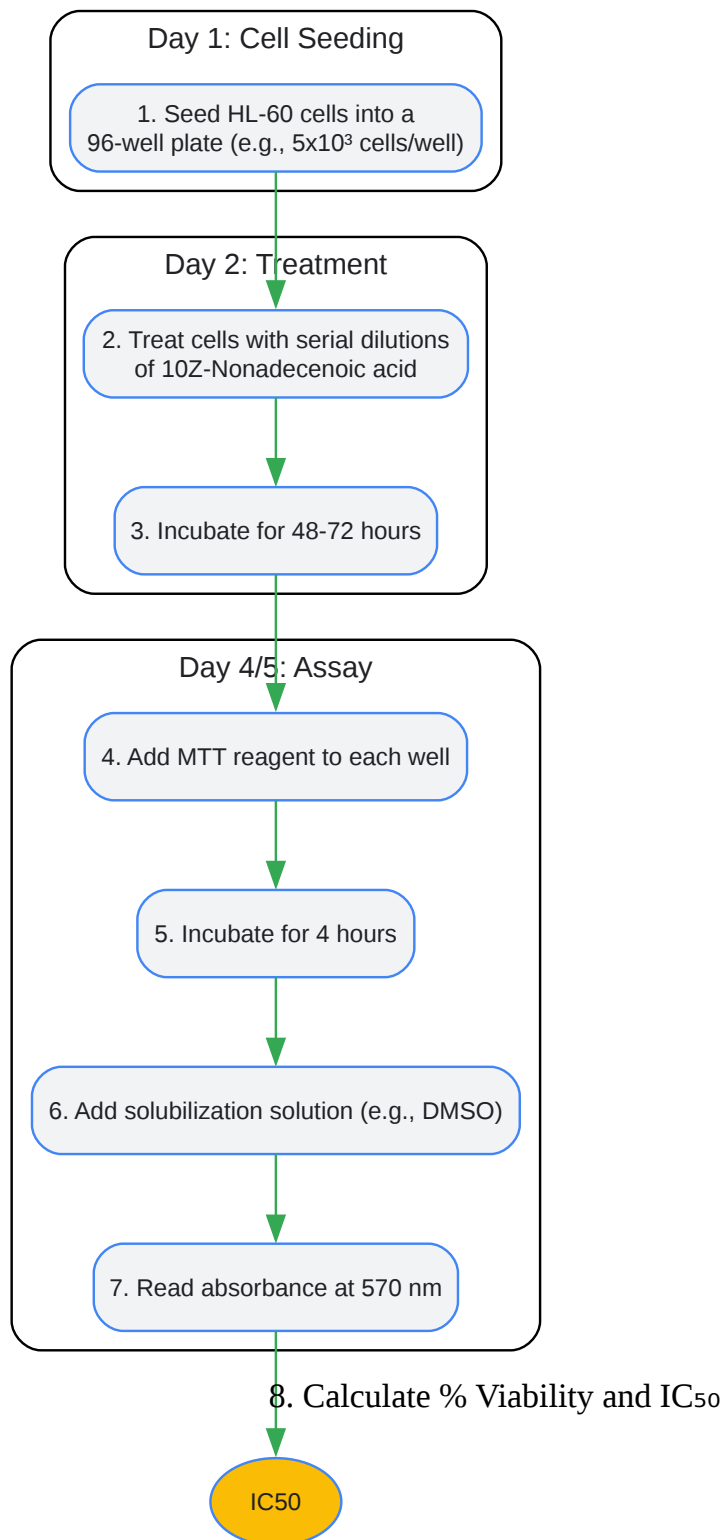 Day 1: Cell Seeding
1. Seed HL-60 cells into a
96-well plate (e.g., 5x10³ cells/well)
Day 2: Treatment
2. Treat cells with serial dilutions
of 10Z-Nonadecenoic acid
3. Incubate for 48-72 hours
Day 4/5: Assay
4. Add MTT reagent to each well
5. Incubate for 4 hours
6. Add solubilization solution (e.g., DMSO)
7. Read absorbance at 570 nm
8. Calculate % Viability and IC₅₀
IC50